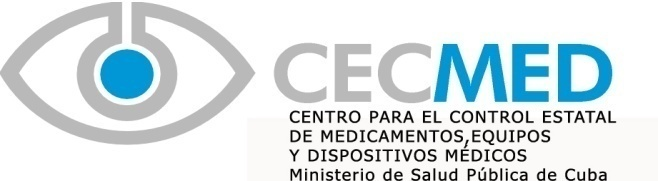 CECMED
CENTRO PARA EL CONTROL ESTATAL
DE MEDICAMENTOS,EQUIPOS
Y DISPOSITIVOS MÉDICOS
Ministerio de Salud Pública de Cuba